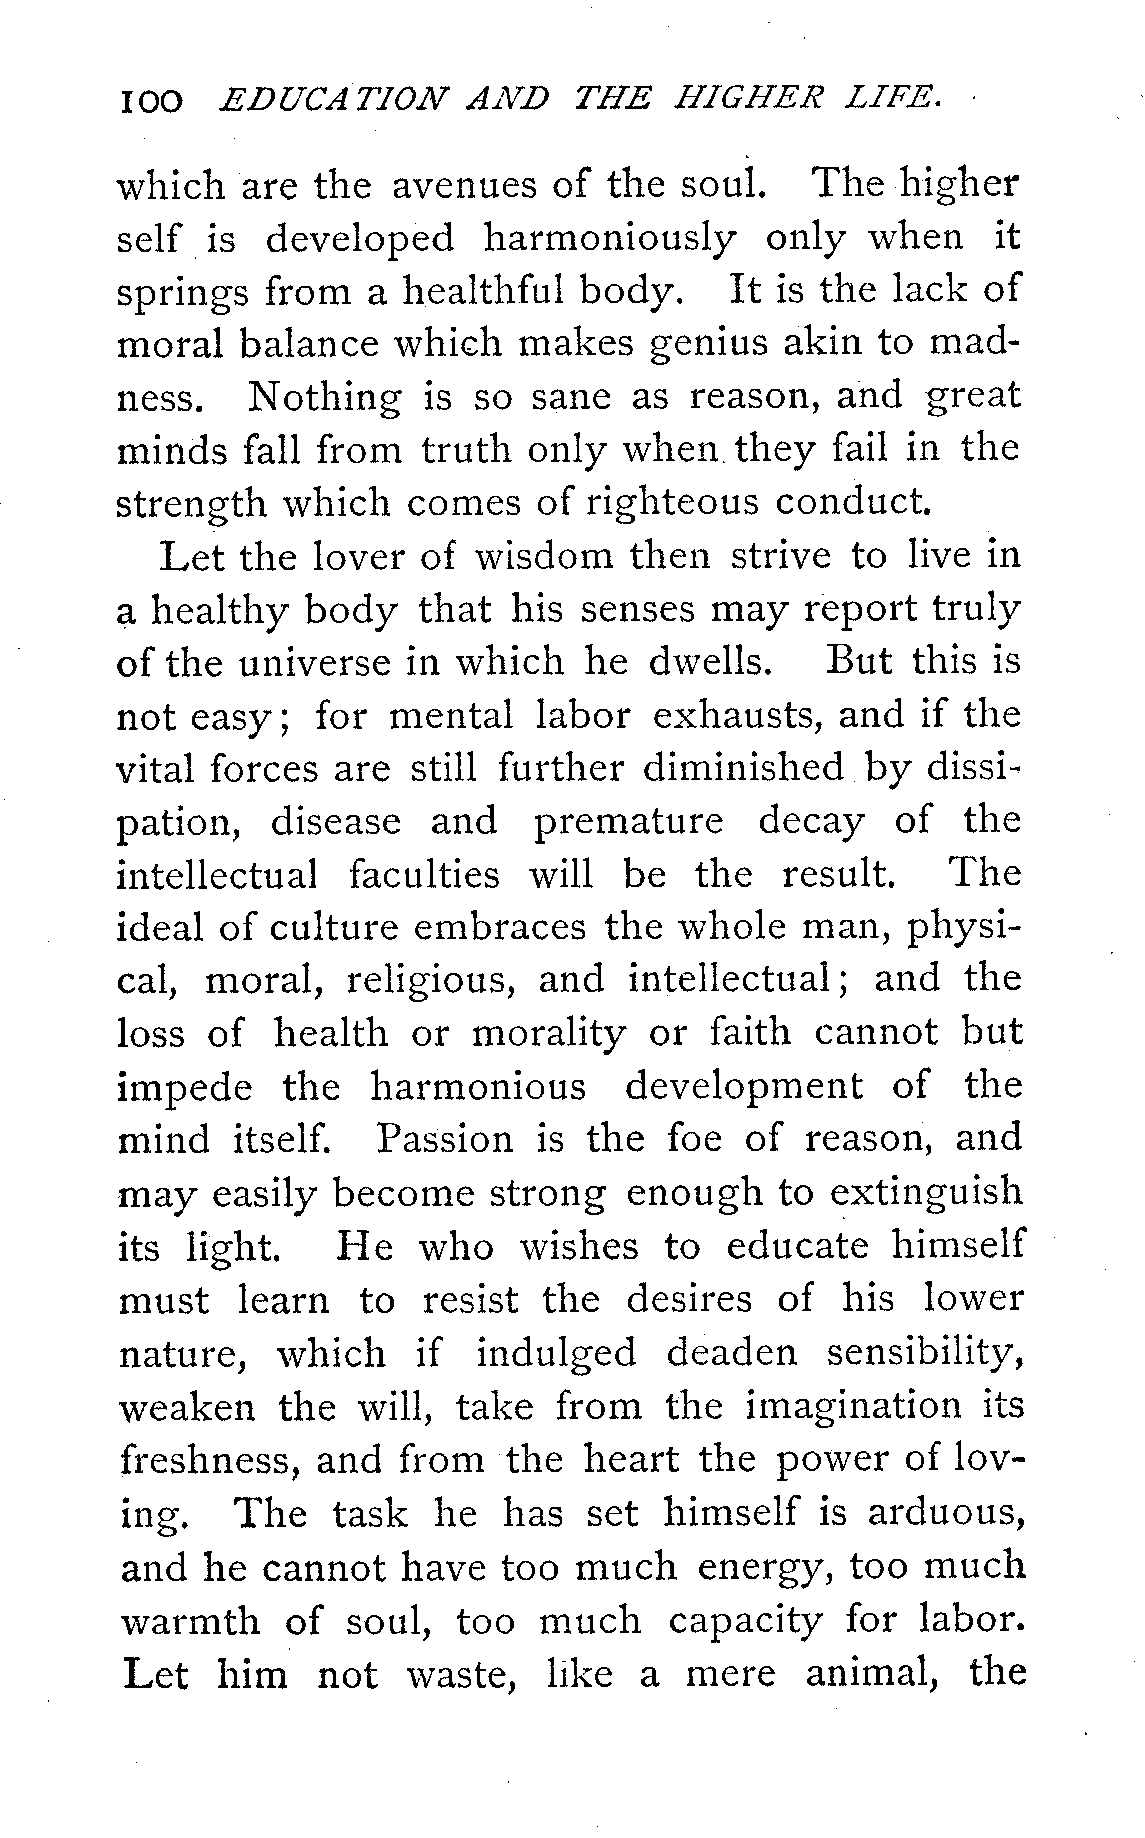 100 EDUCATION AND THE HIGHER LIFE.
which are the avenues of the soul. The higher
self is developed harmoniously only when it
springs from a healthful body. It is the lack of
moral balance which makes genius akin to mad-
ness. Nothing is so sane as reason, and great
minds fall from truth only when they fail in the
strength which comes of righteous conduct.
Let the lover of wisdom then strive to live in
a healthy body that his senses may report truly
of the universe in which he dwells. But this is
not easy; for mental labor exhausts, and if the
vital forces are still further diminished by dissi-
pation, disease and premature decay of the
intellectual faculties will be the result. The
ideal of culture embraces the whole man, physi-
cal, moral, religious, and intellectual; and the
loss of health or morality or faith cannot but
impede the harmonious development of the
mind itself. Passion is the foe of reason, and
may easily become strong enough to extinguish
its light. He who wishes to educate himself
must learn to resist the desires of his lower
nature, which if indulged deaden sensibility,
weaken the will, take from the imagination its
freshness, and from the heart the power of lov-
ing. The task he has set himself is arduous,
and he cannot have too much energy, too much
warmth of soul, too much capacity for labor.
Let him not waste, like a mere animal, the